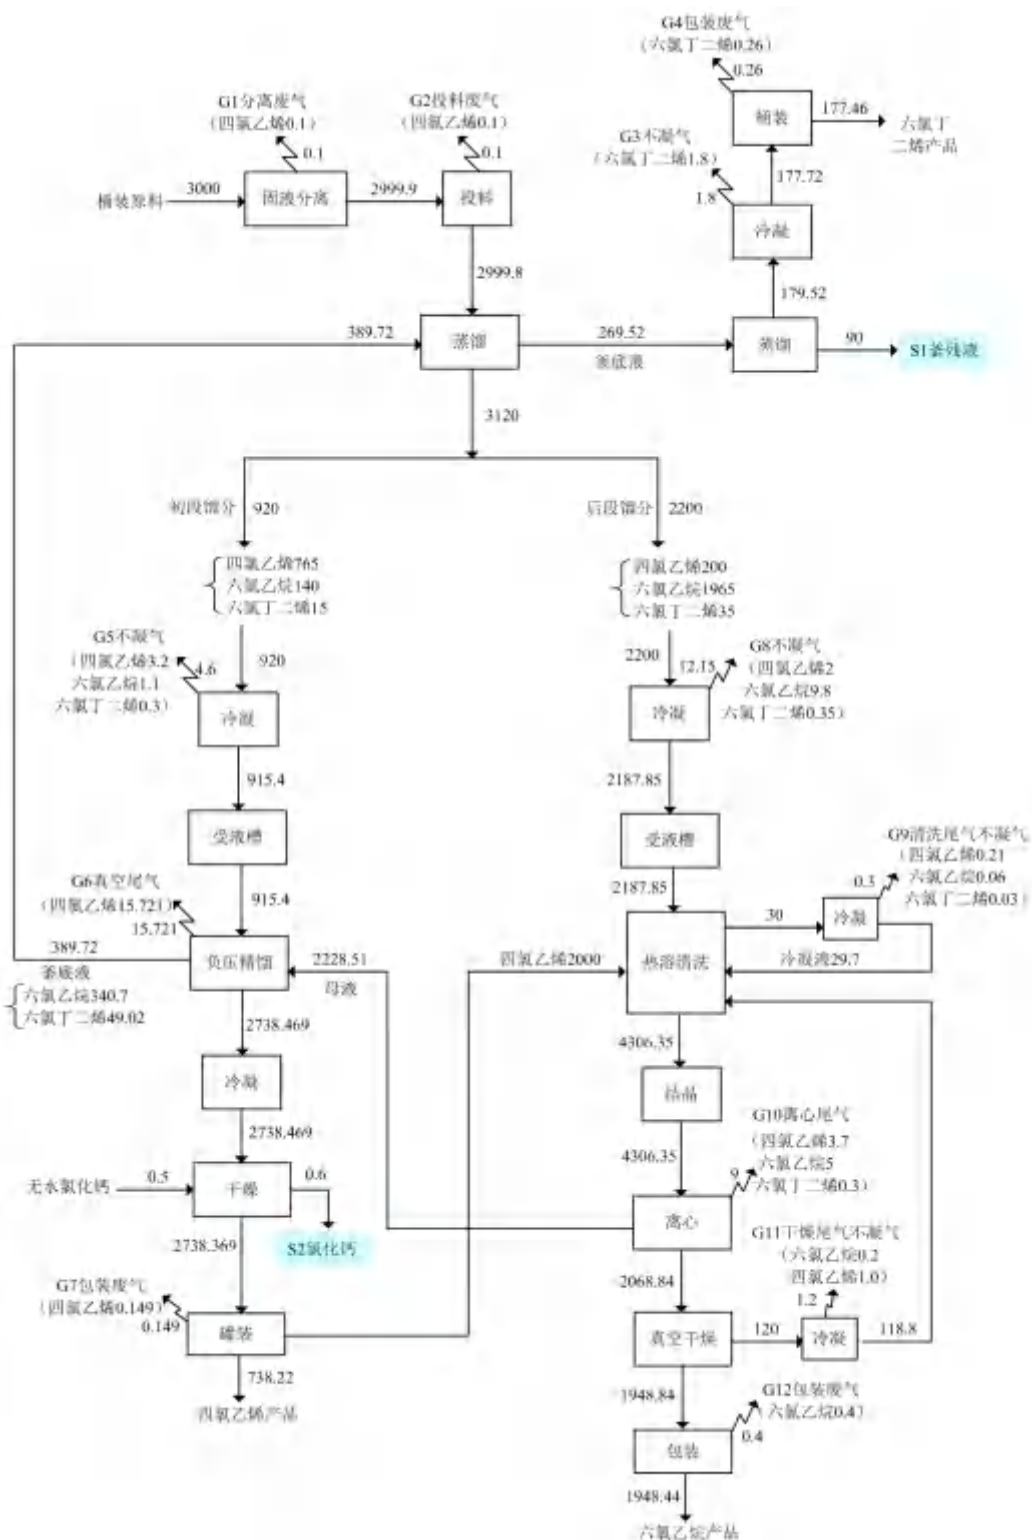 G4包装废气
（六氯丁二烯0.26）
0.26
桶装
177.46
六氯丁
二烯产品
G1分离废气
（四氯乙烯0.1）
0.1
G2投料废气
（四氯乙烯0.1）
0.1
G3不凝气
（六氯丁二烯1.8）
1.8
177.72
桶装原料
3000
固液分离
2999.9
投料
冷凝
2999.8
179.52
389.72
蒸馏
269.52
釜底液
蒸馏
90
S1釜残液
3120
初段馏分
920
后段馏分
2200
四氯乙烯765
六氯乙烷140
六氯丁二烯15
四氯乙烯200
六氯乙烷1965
六氯丁二烯35
G5不凝气
（四氯乙烯3.2
六氯乙烷1.1
六氯丁二烯0.3）
4.6
920
冷凝
2200
12.15
G8不凝气
（四氯乙烯2
六氯乙烷9.8
六氯丁二烯0.35）
冷凝
915.4
2187.85
受液槽
受液槽
G9清洗尾气不凝气
（四氯乙烯0.21
六氯乙烷0.06
六氯丁二烯0.03）
0.3
G6真空尾气
（四氯乙烯15.721）
15.721
915.4
2187.85
30
冷凝
389.72
釜底液
六氯乙烷340.7
六氯丁二烯49.02
负压精馏
2228.51
母液
四氯乙烯2000
热溶清洗
冷凝液29.7
2738.469
4306.35
冷凝
结晶
2738.469
4306.35
G10离心尾气
（四氯乙烯3.7
六氯乙烷5
六氯丁二烯0.3）
9
无水氯化钙
0.5
干燥
0.6
S2氯化钙
离心
2738.369
2068.84
G11干燥尾气不凝气
（六氯乙烷0.2
四氯乙烯1.0）
1.2
G7包装废气
（四氯乙烯0.149）
0.149
罐装
真空干燥
120
冷凝
118.8
738.22
四氯乙烯产品
1948.84
G12包装废气
（六氯乙烷0.4）
0.4
包装
1948.44
六氯乙烷产品